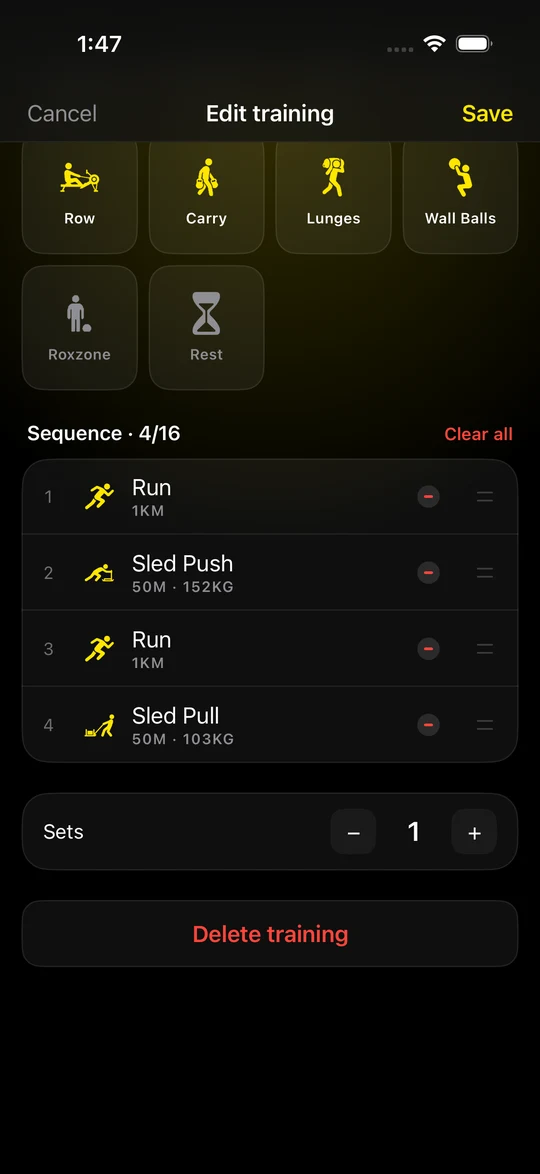 1:47
Cancel
Edit training
Save
Row
Carry
Lunges
Wall Balls
Roxzone
Rest
Sequence · 4/16
Clear all
1
Run
1KM
2
Sled Push
50M · 152KG
3
Run
1KM
4
Sled Pull
50M · 103KG
Sets
−
1
+
Delete training